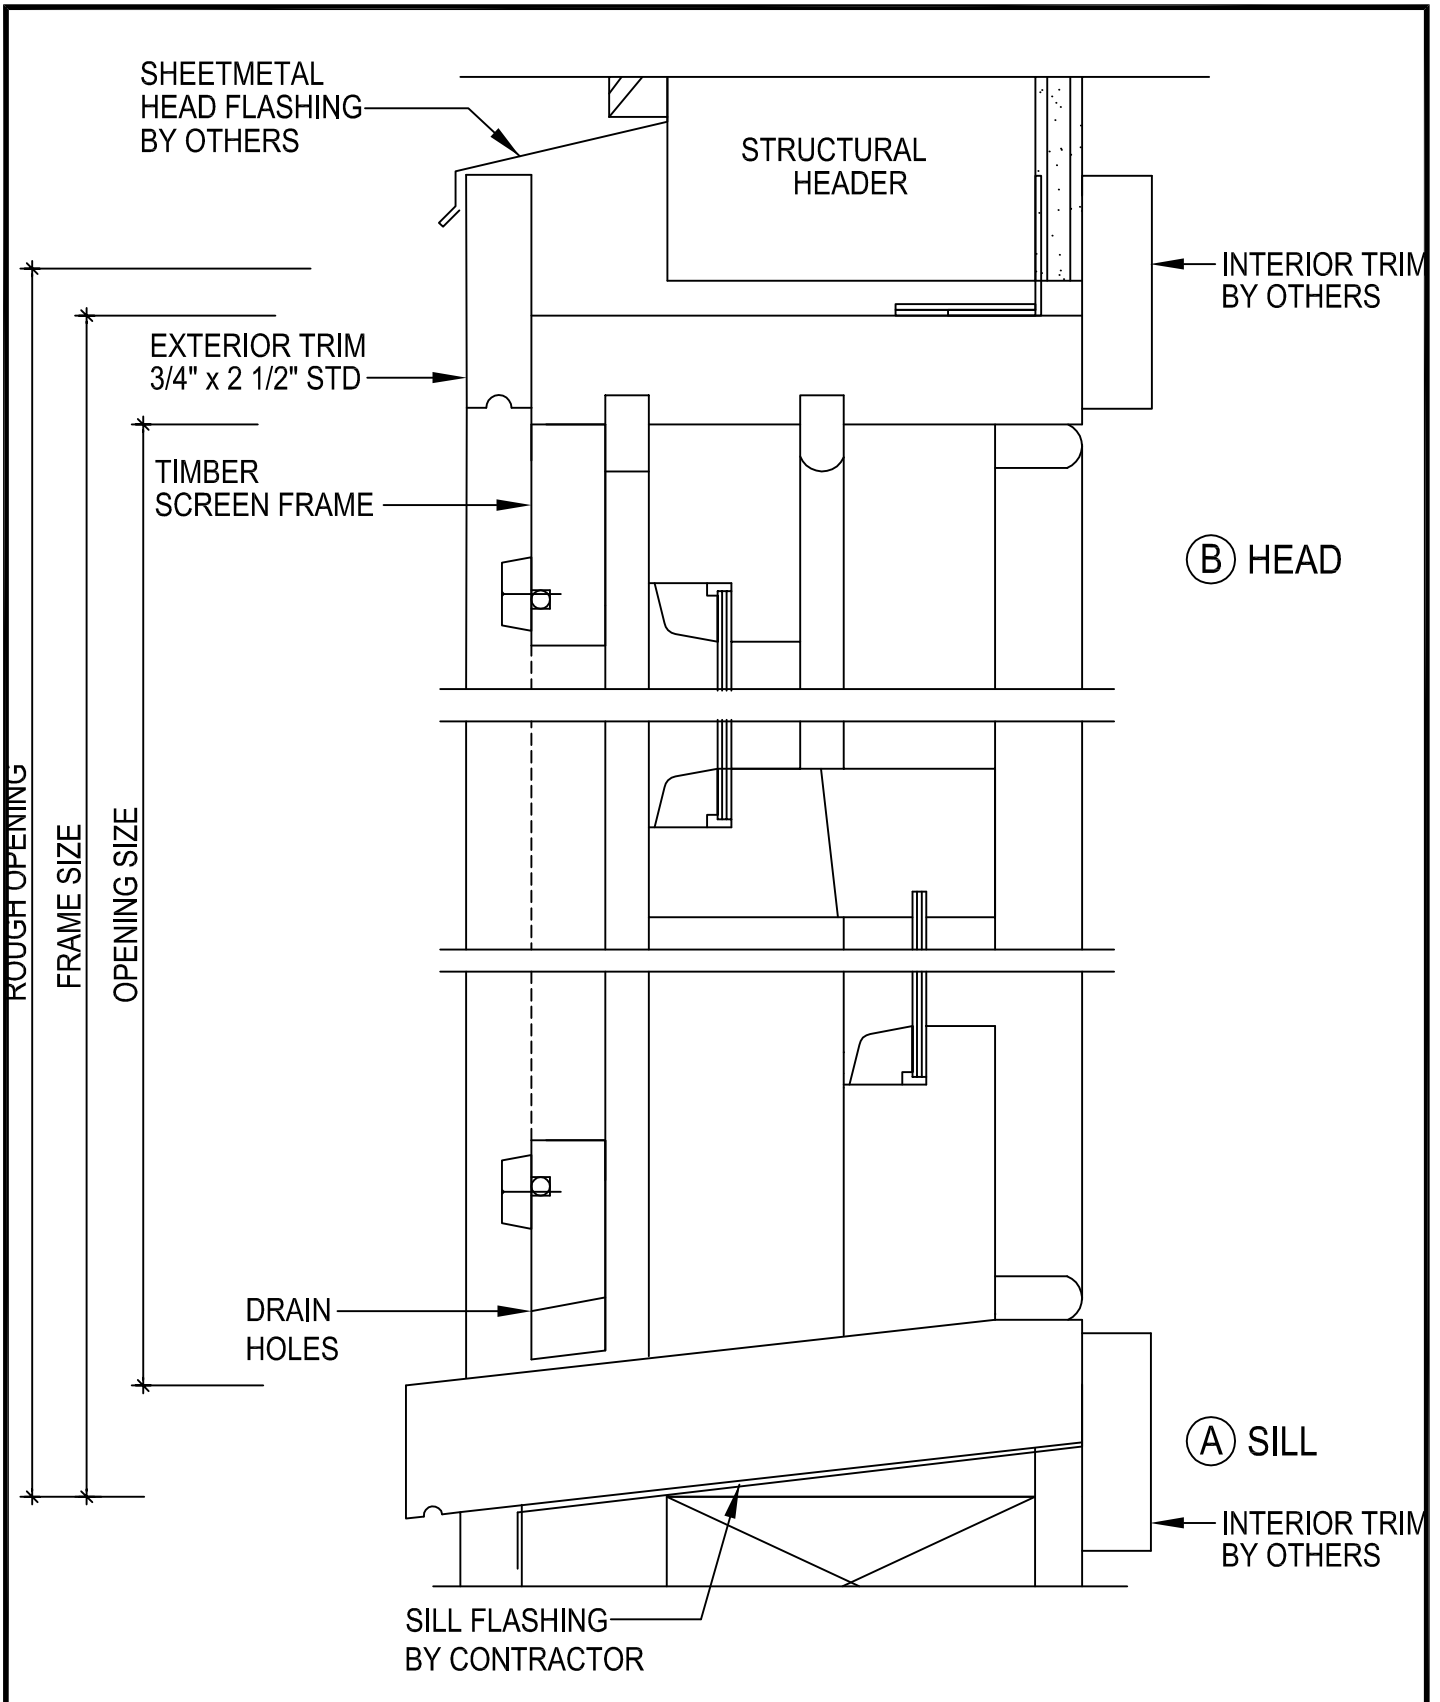 SHEETMETAL
HEAD FLASHING
BY OTHERS
STRUCTURAL
HEADER
INTERIOR TRIM
BY OTHERS
EXTERIOR TRIM
3/4" x 2 1/2" STD
TIMBER
SCREEN FRAME
B HEAD
ROUGH OPENING
FRAME SIZE
OPENING SIZE
DRAIN
HOLES
A SILL
INTERIOR TRIM
BY OTHERS
SILL FLASHING
BY CONTRACTOR